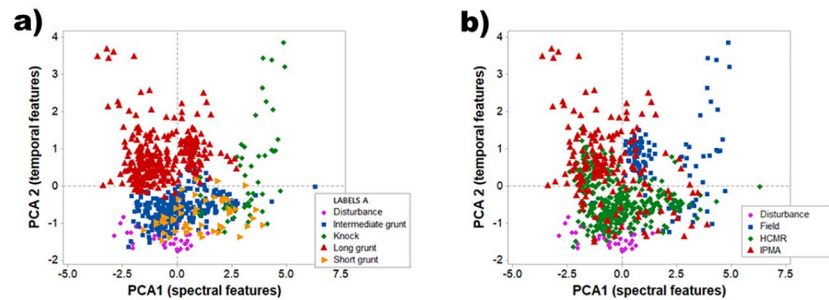 a)
4
3
2
1
0
-1
-2
-5.0 -2.5 0.0 2.5 5.0 7.5
PCA1 (spectral features)
PCA 2 (temporal features)
LABELS A
Disturbance
Intermediate grunt
Knock
Long grunt
Short grunt
b)
4
3
2
1
0
-1
-2
-5.0 -2.5 0.0 2.5 5.0 7.5
PCA1 (spectral features)
PCA 2 (temporal features)
Disturbance
Field
HCMR
IPMA